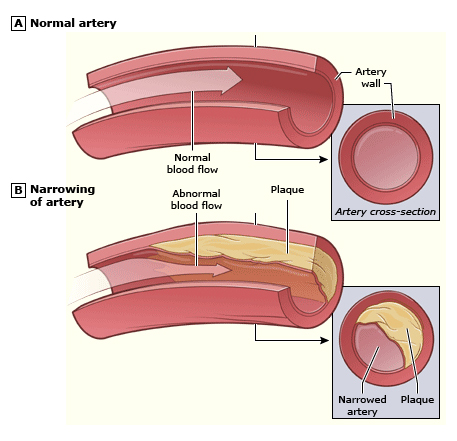 A Normal artery
Artery
wall
Normal
blood flow
Artery cross-section
B Narrowing
of artery
Abnormal
blood flow
Plaque
Narrowed
artery
Plaque